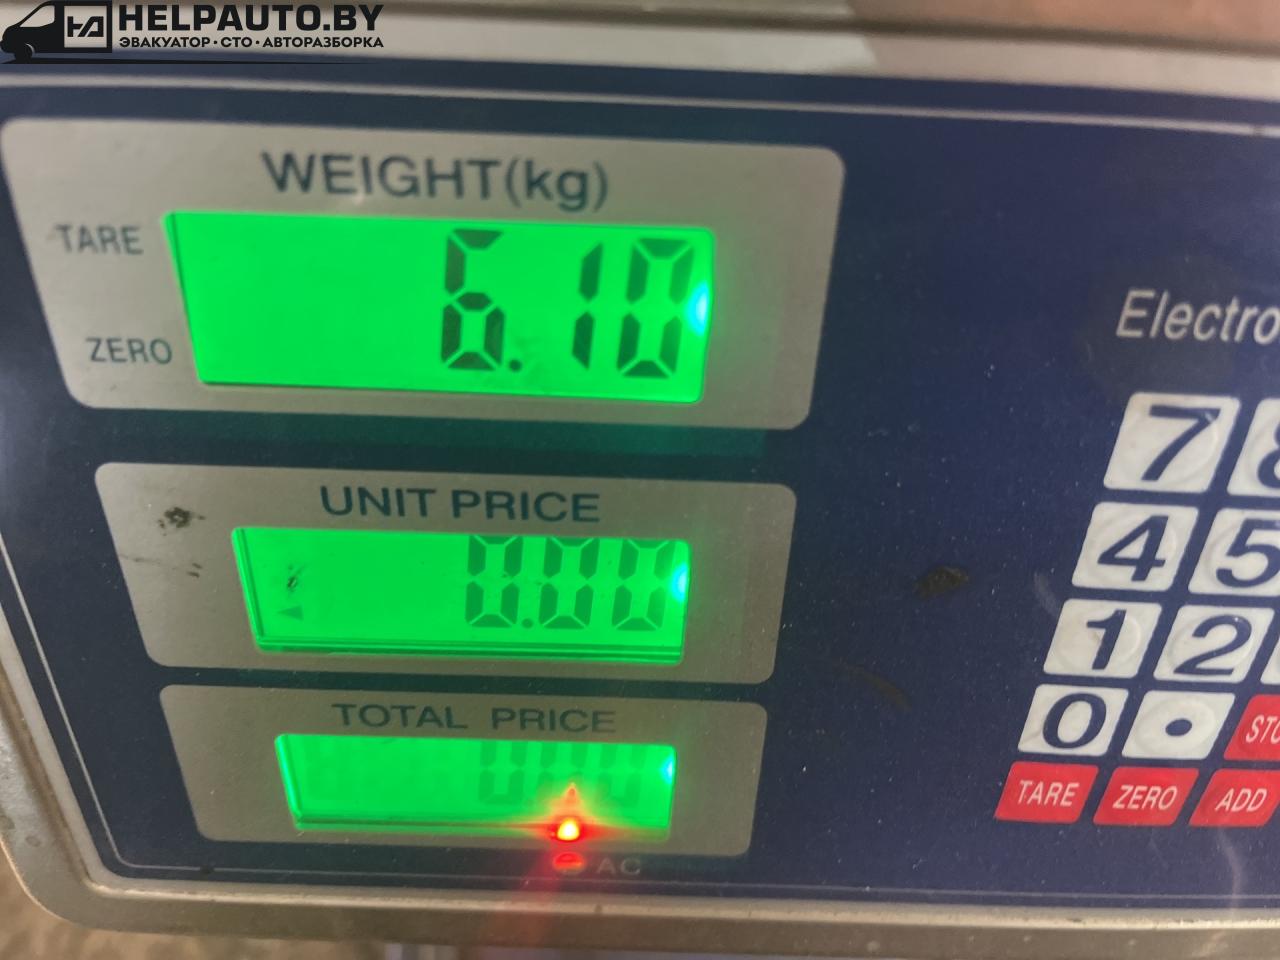 HELPAUTO.BY
ЭВАКУАТОР·СТО·АВТОРАЗБОРКА
WEIGHT(kg)
TARE
6.10
ZERO
Electro
UNIT PRICE
0.00
TOTAL PRICE
AC
7
4 5
1 2
0 .
TARE ZERO ADD